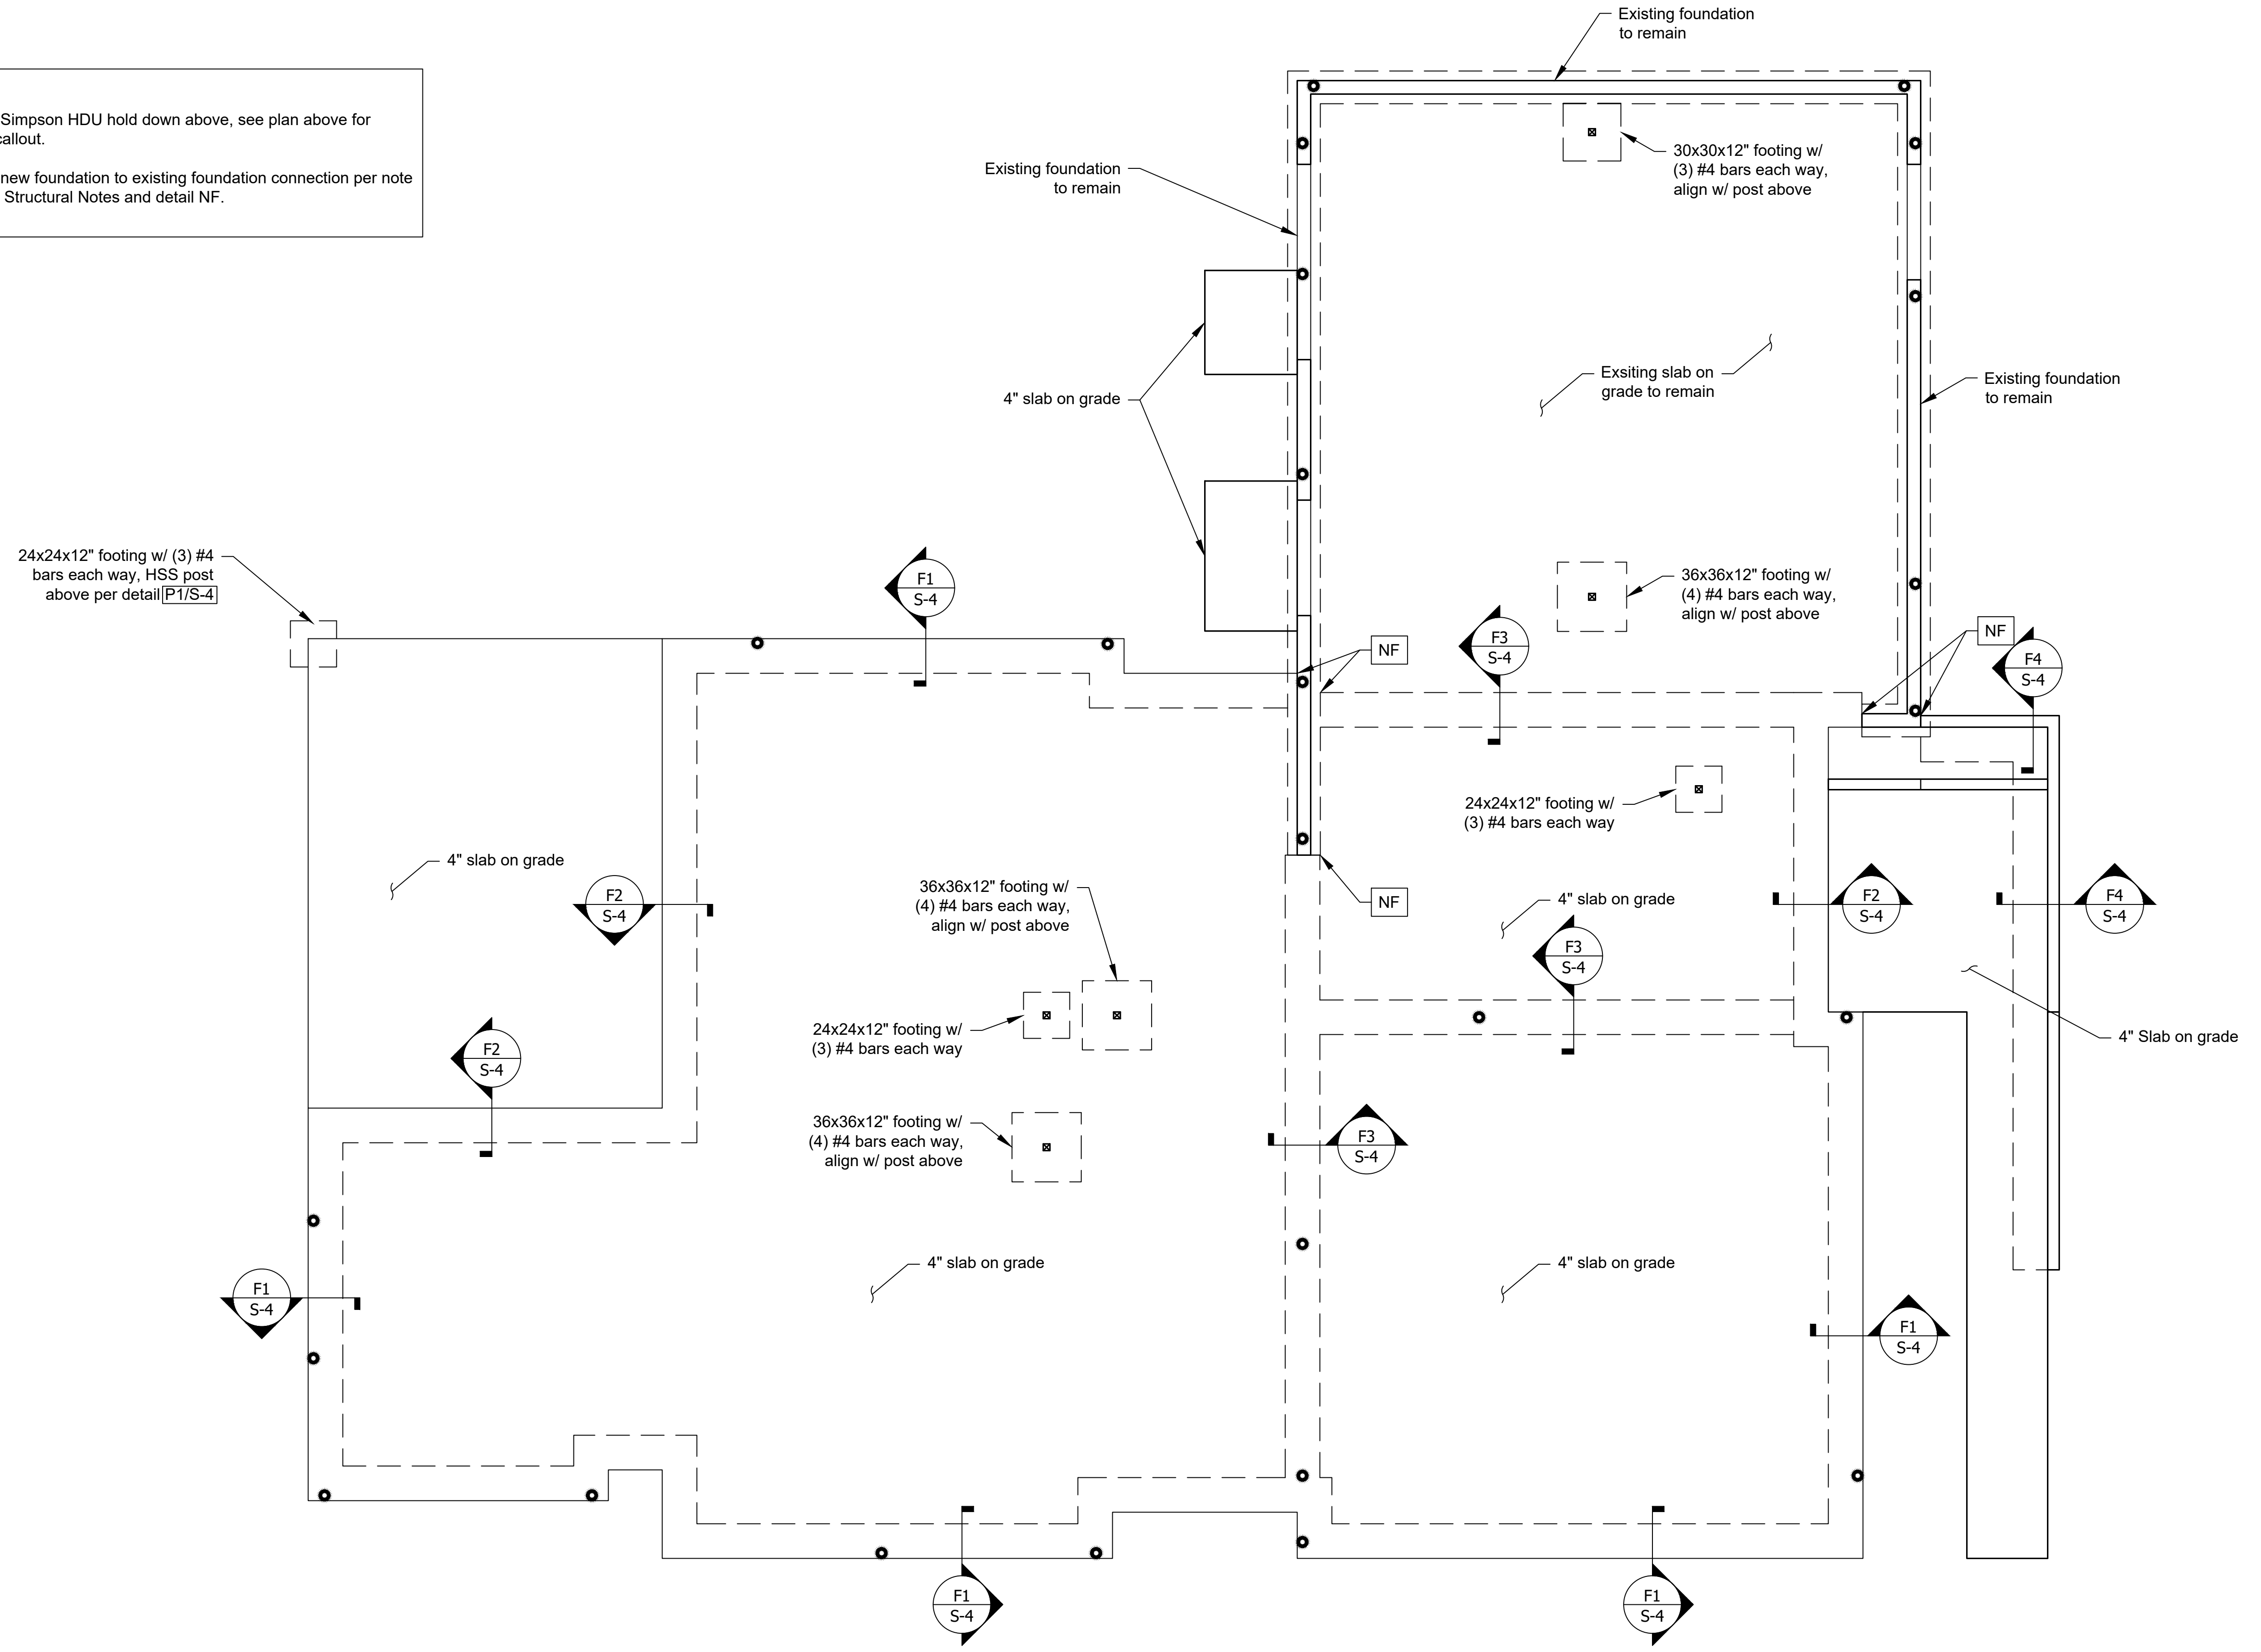 Existing foundation
to remain
Simpson HDU hold down above, see plan above for
callout.
new foundation to existing foundation connection per note
Structural Notes and detail NF.
30x30x12" footing w/
(3) #4 bars each way,
align w/ post above
Existing foundation
to remain
Exsiting slab on
grade to remain
Existing foundation
to remain
4" slab on grade
24x24x12" footing w/ (3) #4
bars each way, HSS post
above per detail P1/S-4
F1
S-4
36x36x12" footing w/
(4) #4 bars each way,
align w/ post above
F3
S-4
NF
NF
F4
S-4
24x24x12" footing w/
(3) #4 bars each way
4" slab on grade
F2
S-4
36x36x12" footing w/
(4) #4 bars each way,
align w/ post above
NF
4" slab on grade
F2
S-4
F4
S-4
F3
S-4
24x24x12" footing w/
(3) #4 bars each way
F2
S-4
4" Slab on grade
36x36x12" footing w/
(4) #4 bars each way,
align w/ post above
F3
S-4
4" slab on grade
4" slab on grade
F1
S-4
F1
S-4
F1
S-4
F1
S-4